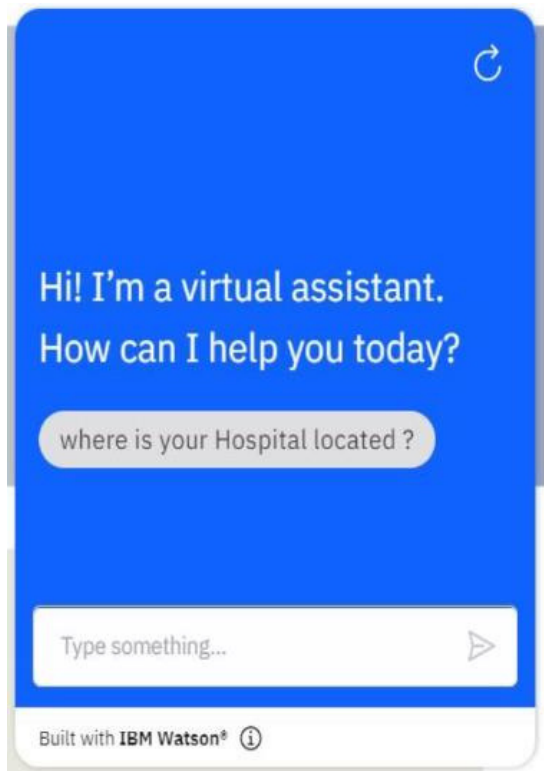 Hi! I'm a virtual assistant.
How can I help you today?
where is your Hospital located ?
Type something...
Built with IBM Watson®